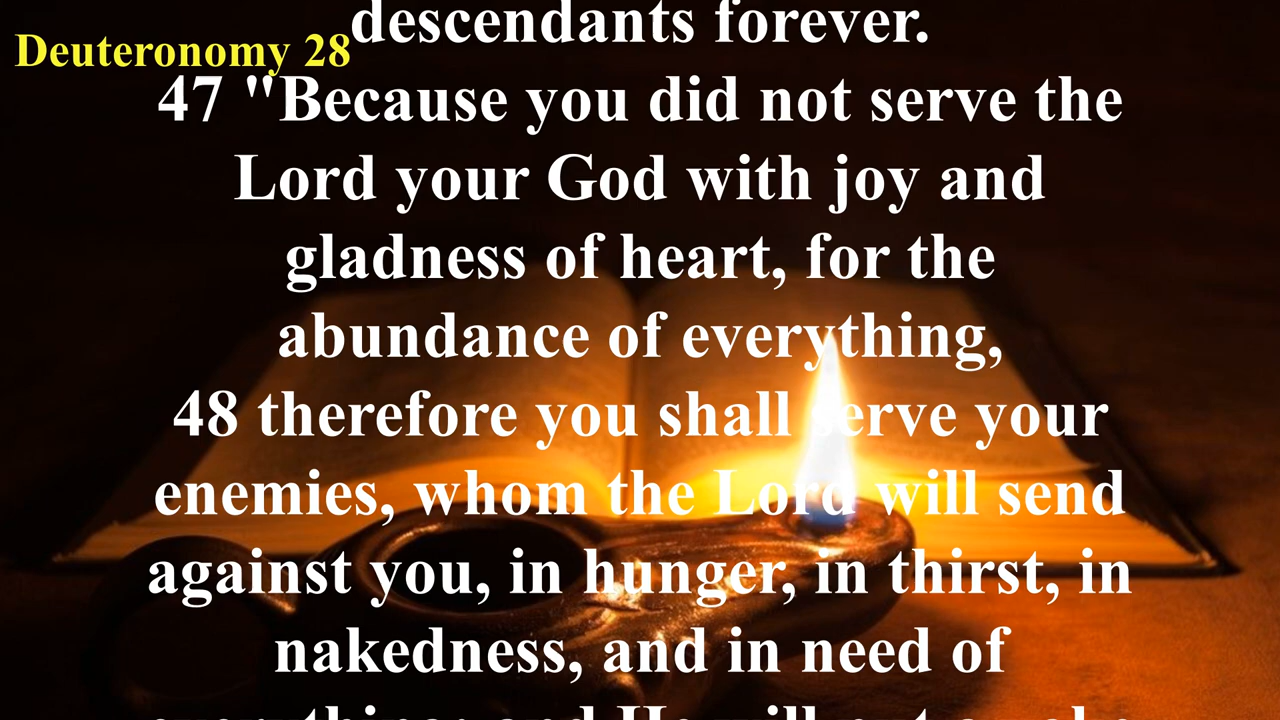 descendants forever.
Deuteronomy 28
47 "Because you did not serve the
Lord your God with joy and
gladness of heart, for the
abundance of everything,
48 therefore you shall serve your
enemies, whom the Lord will send
against you, in hunger, in thirst, in
nakedness, and in need of